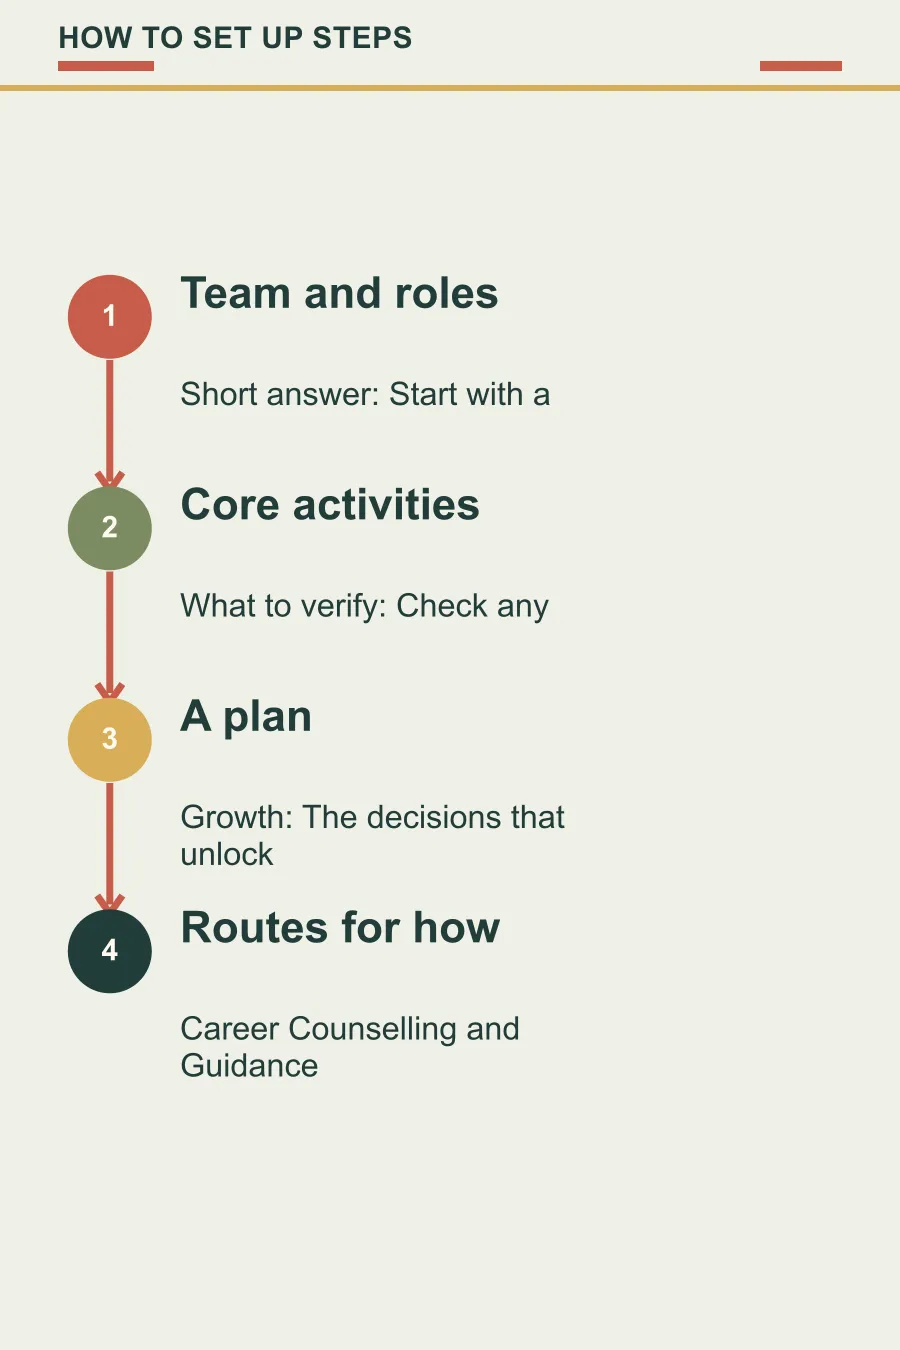 HOW TO SET UP STEPS
1
Team and roles
Short answer: Start with a
2
Core activities
What to verify: Check any
3
A plan
Growth: The decisions that
unlock
4
Routes for how
Career Counselling and
Guidance